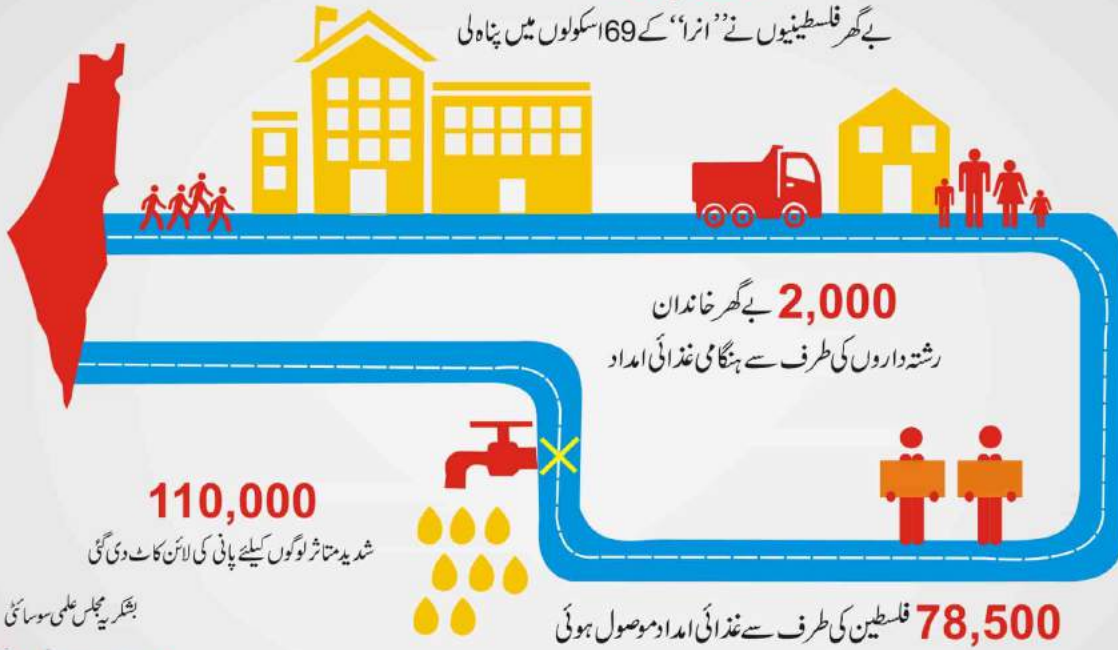 بے گھر فلسطینیوں نے ’’انرا‘‘ کے 69 اسکولوں میں پناہ لی
2,000 بے گھر خاندان
رشتہ داروں کی طرف سے ہنگامی غذائی امداد
110,000
شدید متاثر لوگوں کیلئے پانی کی لائن کاٹ دی گئی
78,500 فلسطین کی طرف سے غذائی امداد موصول ہوئی
بشکریہ مجلس علمی سوسائٹی